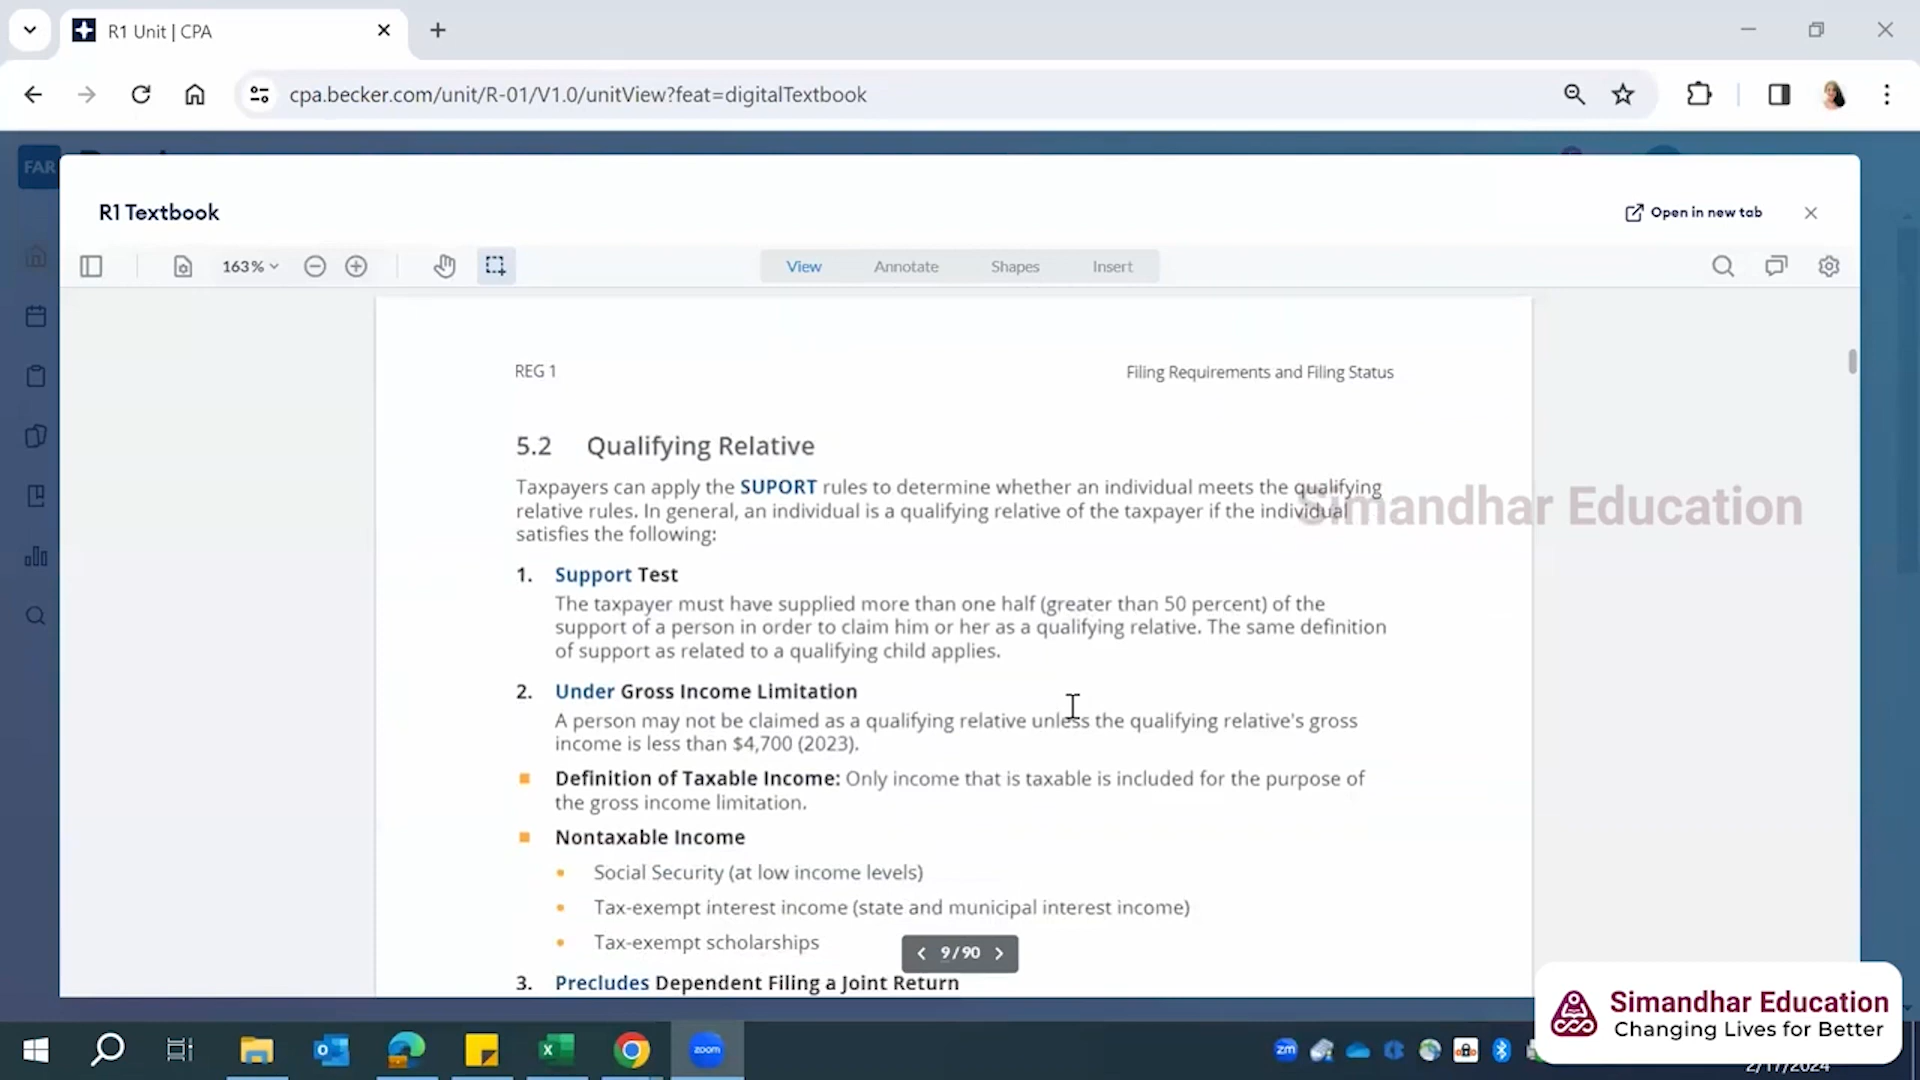 R1 Unit | CPA
cpa.becker.com/unit/R-01/V1.0/unitView?feat=digitalTextbook
FAR
R1 Textbook
Open in new tab
163%
View
Annotate
Shapes
Insert
REG 1
Filing Requirements and Filing Status
5.2 Qualifying Relative
Taxpayers can apply the SUPORT rules to determine whether an individual meets the qualifying
relative rules. In general, an individual is a qualifying relative of the taxpayer if the individual
satisfies the following:
Simandhar Education
1. Support Test
The taxpayer must have supplied more than one half (greater than 50 percent) of the
support of a person in order to claim him or her as a qualifying relative. The same definition
of support as related to a qualifying child applies.
2. Under Gross Income Limitation
A person may not be claimed as a qualifying relative unless the qualifying relative's gross
income is less than $4,700 (2023).
Definition of Taxable Income: Only income that is taxable is included for the purpose of
the gross income limitation.
Nontaxable Income
Social Security (at low income levels)
Tax-exempt interest income (state and municipal interest income)
Tax-exempt scholarships
9/90
3. Precludes Dependent Filing a Joint Return
Simandhar Education
Changing Lives for Better
zoom
zm
2/17/2024